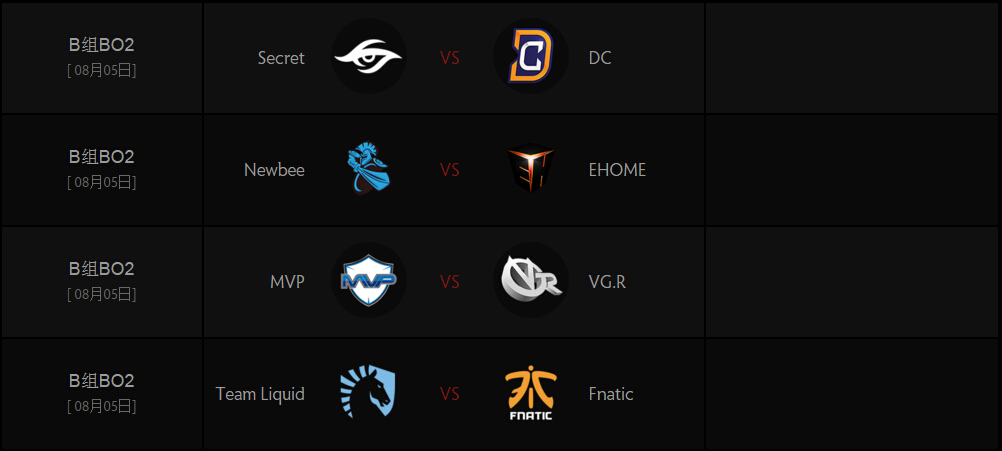 B组BO2
[ 08月05日]
Secret
VS
DC
B组BO2
[ 08月05日]
Newbee
VS
EHOME
B组BO2
[ 08月05日]
MVP
MVP
VS
VG.R
B组BO2
[ 08月05日]
Team Liquid
VS
FNATIC
Fnatic